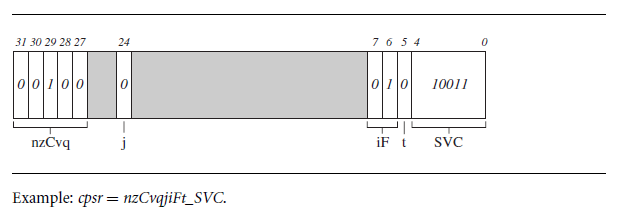 31 30 29 28 27 24 7 6 5 4 0
0 0 1 0 0 0 0 1 0 10011
nzCvq j iF t SVC
Example: cpsr = nzCvqjiFt_SVC.